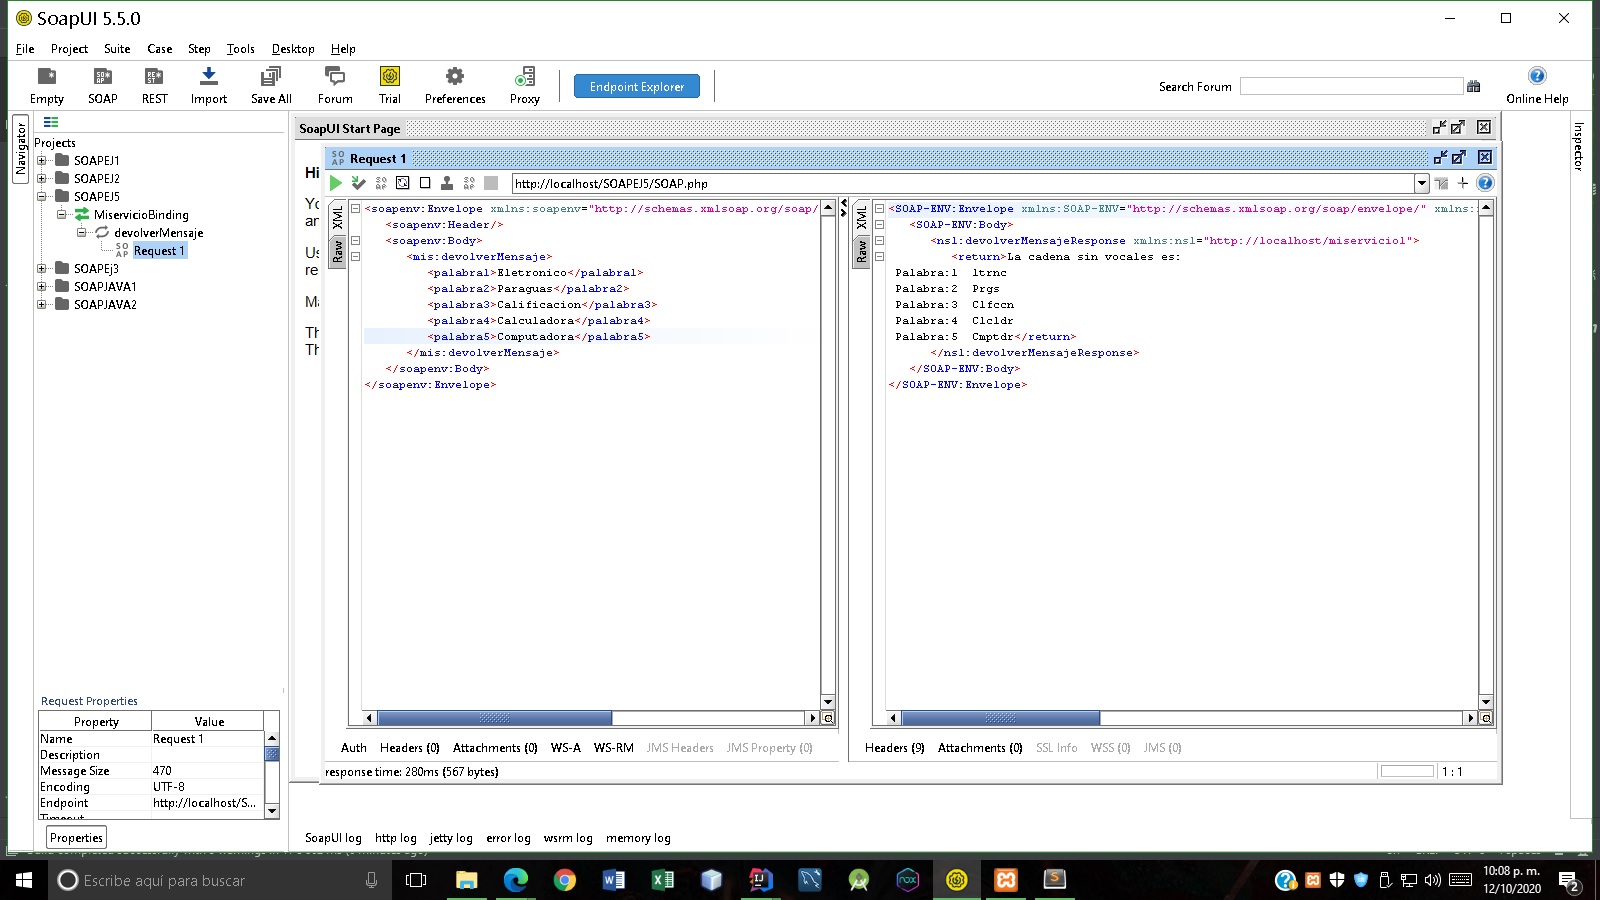 SoapUI 5.5.0
File Project Suite Case Step Tools Desktop Help
Empty SOAP REST Import Save All Forum Trial Preferences Proxy Endpoint Explorer Search Forum Online Help
Navigator
Inspector
Projects
SOAPEJ1
SOAPEJ2
SOAPEJ5
MiservicioBinding
devolverMensaje
Request 1
SOAPEj3
SOAPJAVA1
SOAPJAVA2
SoapUI Start Page
Request 1
http://localhost/SOAPEJ5/SOAP.php
XML
Raw
<soapenv:Envelope xmlns:soapenv="http://schemas.xmlsoap.org/soap/
<soapenv:Header/>
<soapenv:Body>
<mis:devolverMensaje>
<palabra1>Eletronico</palabra1>
<palabra2>Paraguas</palabra2>
<palabra3>Calificacion</palabra3>
<palabra4>Calculadora</palabra4>
<palabra5>Computadora</palabra5>
</mis:devolverMensaje>
</soapenv:Body>
</soapenv:Envelope>
XML
Raw
<SOAP-ENV:Envelope xmlns:SOAP-ENV="http://schemas.xmlsoap.org/soap/envelope/" xmlns:
<SOAP-ENV:Body>
<ns1:devolverMensajeResponse xmlns:ns1="http://localhost/miservicio1">
<return>La cadena sin vocales es:
Palabra:1 ltrnc
Palabra:2 Prgs
Palabra:3 Clfccn
Palabra:4 Clcldr
Palabra:5 Cmptdr</return>
</ns1:devolverMensajeResponse>
</SOAP-ENV:Body>
</SOAP-ENV:Envelope>
Auth Headers (0) Attachments (0) WS-A WS-RM JMS Headers JMS Property (0)
Headers (9) Attachments (0) SSL Info WSS (0) JMS (0)
response time: 280ms (567 bytes)
1 : 1
Request Properties
Property Value
Name Request 1
Description
Message Size 470
Encoding UTF-8
Endpoint http://localhost/S...
Properties
SoapUI log http log jetty log error log wsrm log memory log
Escribe aquí para buscar
10:08 p. m.
12/10/2020
2